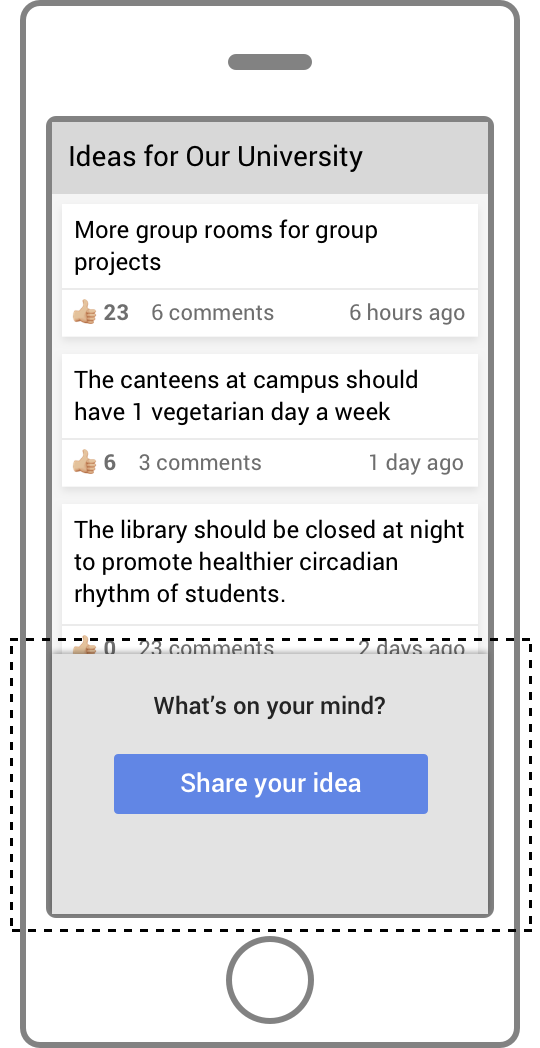 Ideas for Our University
More group rooms for group
projects
23 6 comments 6 hours ago
The canteens at campus should
have 1 vegetarian day a week
6 3 comments 1 day ago
The library should be closed at night
to promote healthier circadian
rhythm of students.
0 23 comments 2 days ago
What's on your mind?
Share your idea